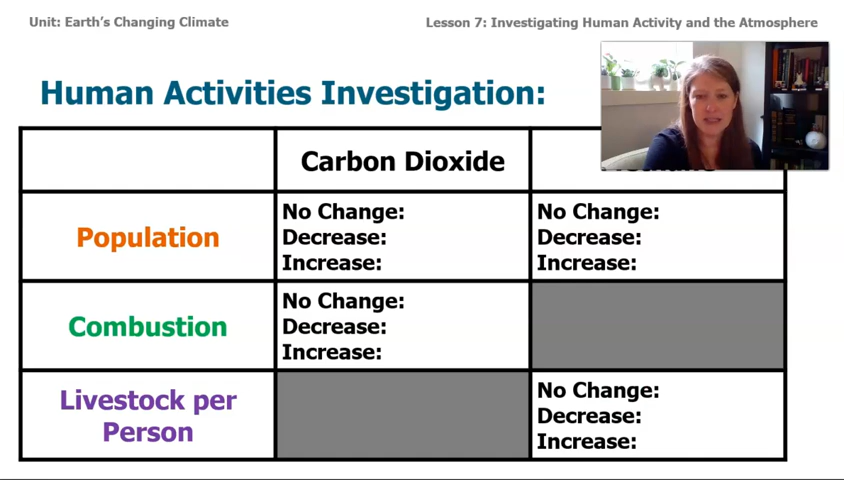 Unit: Earth's Changing Climate
Lesson 7: Investigating Human Activity and the Atmosphere
Human Activities Investigation:
Carbon Dioxide
Population
No Change:
Decrease:
Increase:
No Change:
Decrease:
Increase:
Combustion
No Change:
Decrease:
Increase:
Livestock per
Person
No Change:
Decrease:
Increase: